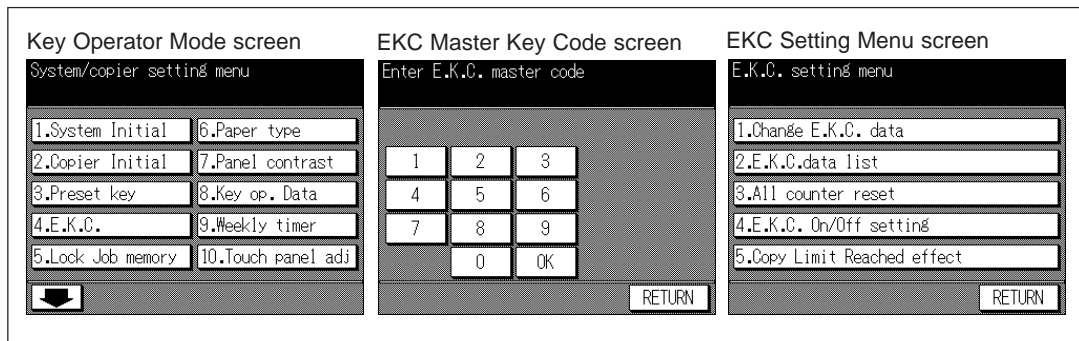 Key Operator Mode screen
System/copier setting menu
1.System Initial
6.Paper type
2.Copier Initial
7.Panel contrast
3.Preset key
8.Key op. Data
4.E.K.C.
9.Weekly timer
5.Lock Job memory
10.Touch panel adj
EKC Master Key Code screen
Enter E.K.C. master code
1 2 3
4 5 6
7 8 9
0 OK
RETURN
EKC Setting Menu screen
E.K.C. setting menu
1.Change E.K.C. data
2.E.K.C.data list
3.All counter reset
4.E.K.C. On/Off setting
5.Copy Limit Reached effect
RETURN